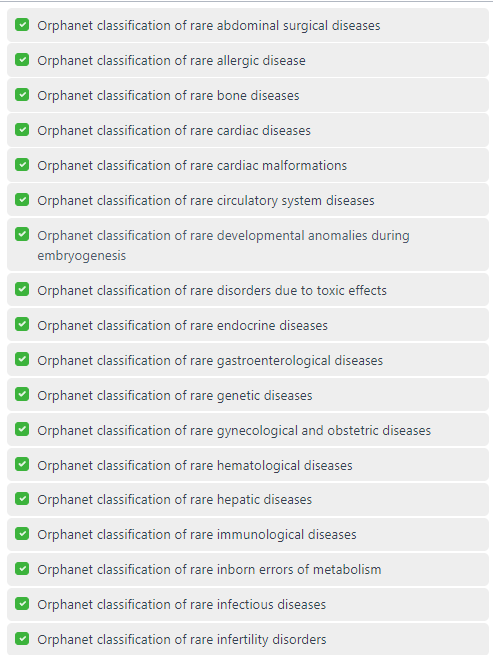 Orphanet classification of rare abdominal surgical diseases
Orphanet classification of rare allergic disease
Orphanet classification of rare bone diseases
Orphanet classification of rare cardiac diseases
Orphanet classification of rare cardiac malformations
Orphanet classification of rare circulatory system diseases
Orphanet classification of rare developmental anomalies during
embryogenesis
Orphanet classification of rare disorders due to toxic effects
Orphanet classification of rare endocrine diseases
Orphanet classification of rare gastroenterological diseases
Orphanet classification of rare genetic diseases
Orphanet classification of rare gynecological and obstetric diseases
Orphanet classification of rare hematological diseases
Orphanet classification of rare hepatic diseases
Orphanet classification of rare immunological diseases
Orphanet classification of rare inborn errors of metabolism
Orphanet classification of rare infectious diseases
Orphanet classification of rare infertility disorders